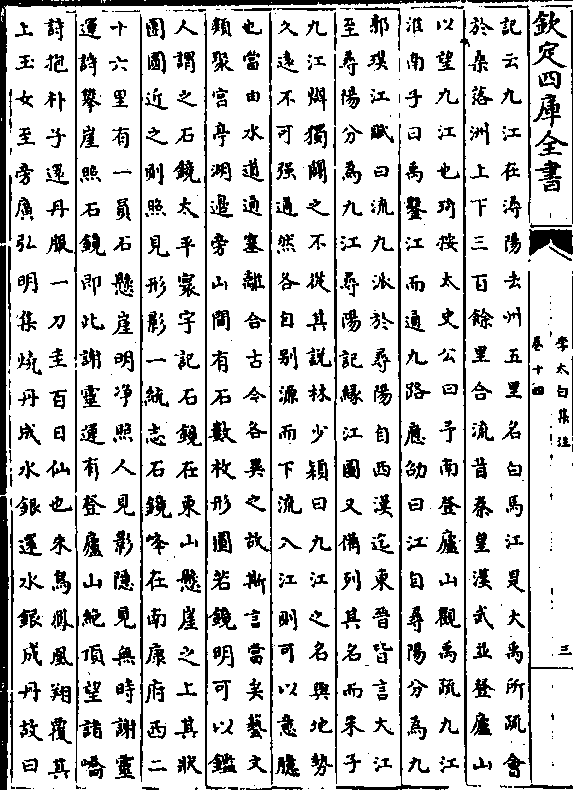 欽定四庫全書
李太白集注
卷十四
三
記云九江在潯陽去州五里名白馬江是大禹所疏會
於桑落洲上下三百餘里合流昔秦皇漢武並登廬山
以望九江也琦按太史公曰予南登廬山觀禹疏九江
淮南子曰禹鑿江而通九路應劭曰江自尋陽分為九
郭璞江賦曰流九派於尋陽自西漢迄東晉皆言大江
至尋陽分為九江尋陽記緣江圖又備列其名而朱子
九江辨獨闢之不從其說林少穎曰九江之名與地勢
久遠不可强通然各自別源而下流入江則可以意臆
也當由水道通塞離合古今各異之故斯言當矣藝文
類聚宫亭湖邉旁山間有石數枚形圓若鏡明可以鑑
人謂之石鏡太平寰宇記石鏡在東山懸崖之上其狀
團圓近之則照見形影一統志石鏡峰在南康府西二
十六里有一員石懸崖明净照人見影隠見無時謝靈
運詩攀崖照石鏡即此謝靈運有登廬山絶頂望諸嶠
詩抱朴子還丹服一刀圭百日仙也朱鳥鳳凰翔覆其
上玉女至旁廣弘明集燒丹成水銀還水銀成丹故曰